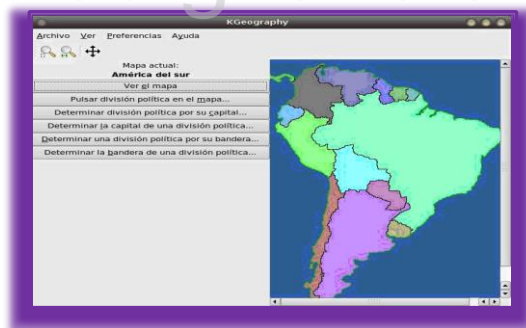 KGeography
Archivo Ver Preferencias Ayuda
Mapa actual:
América del sur
Ver el mapa
Pulsar división política en el mapa...
Determinar división política por su capital...
Determinar la capital de una división política...
Determinar una división política por su bandera...
Determinar la bandera de una división política...